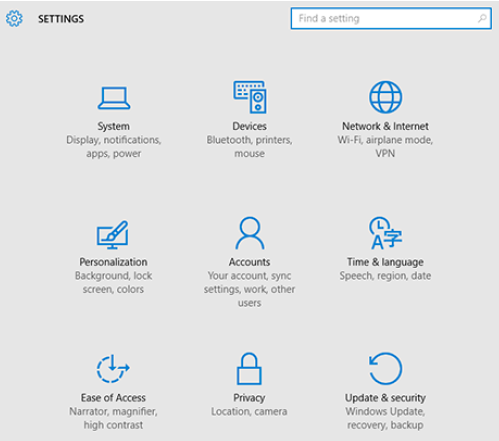 SETTINGS
Find a setting
System
Display, notifications,
apps, power
Devices
Bluetooth, printers,
mouse
Network & Internet
Wi-Fi, airplane mode,
VPN
Personalization
Background, lock
screen, colors
Accounts
Your account, sync
settings, work, other
users
Time & language
Speech, region, date
Ease of Access
Narrator, magnifier,
high contrast
Privacy
Location, camera
Update & security
Windows Update,
recovery, backup